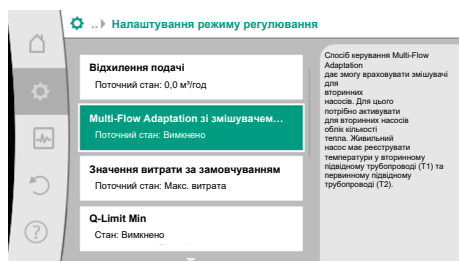 ..▸ Налаштування режиму регулювання
Відхилення подачі
Поточний стан: 0,0 м³/год
Multi-Flow Adaptation зі змішувачем…
Поточний стан: Вимкнено
Значення витрати за замовчуванням
Поточний стан: Макс. витрата
Q-Limit Min
Стан: Вимкнено
Спосіб керування Multi-Flow
Adaptation
дає змогу враховувати змішувачі
для
вторинних
насосів. Для цього
потрібно активувати
для вторинних насосів
облік кількості
тепла. Живильний
насос має реєструвати
температури у вторинному
підвідному трубопроводі (T1) та
первинному підвідному
трубопроводі (T2).
?